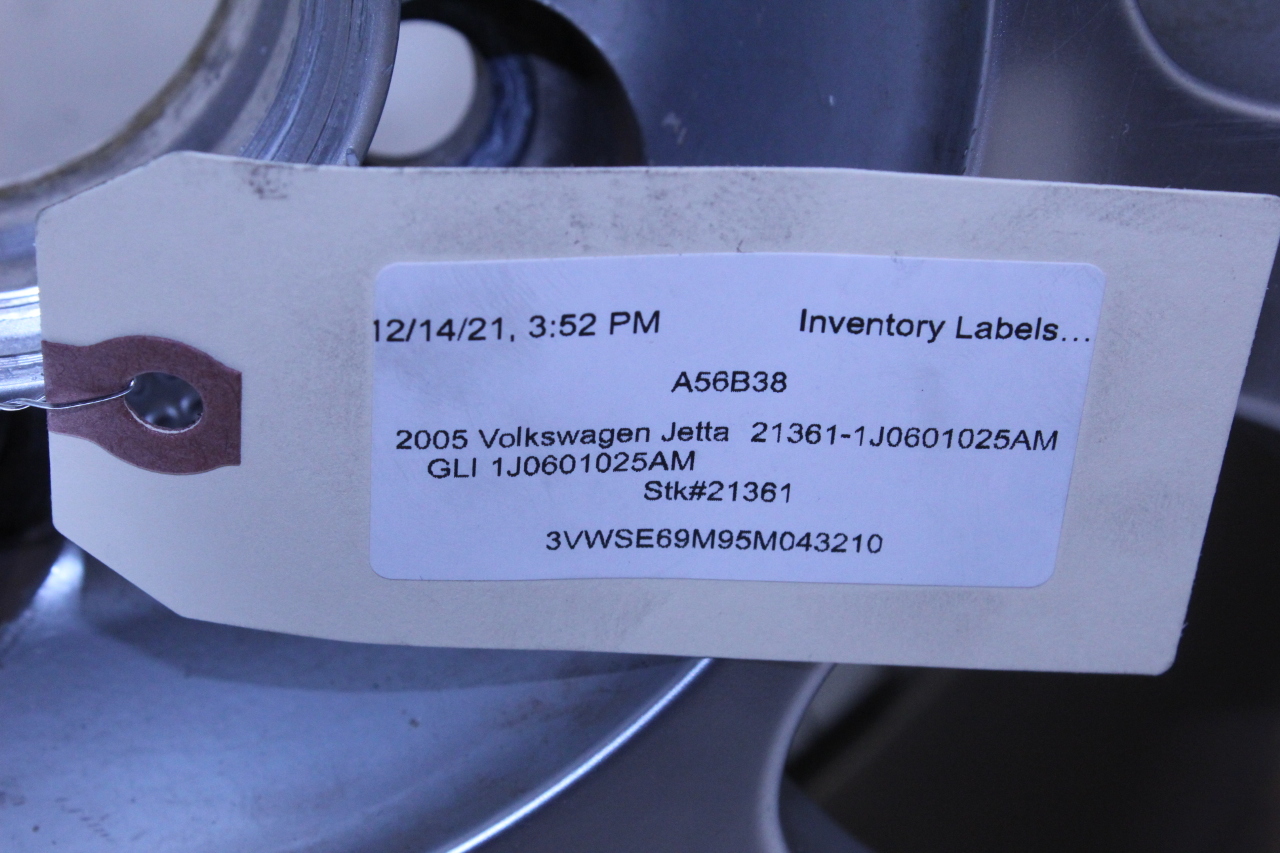 12/14/21, 3:52 PM Inventory Labels...
A56B38
2005 Volkswagen Jetta 21361-1J0601025AM
GLI 1J0601025AM
Stk#21361
3VWSE69M95M043210